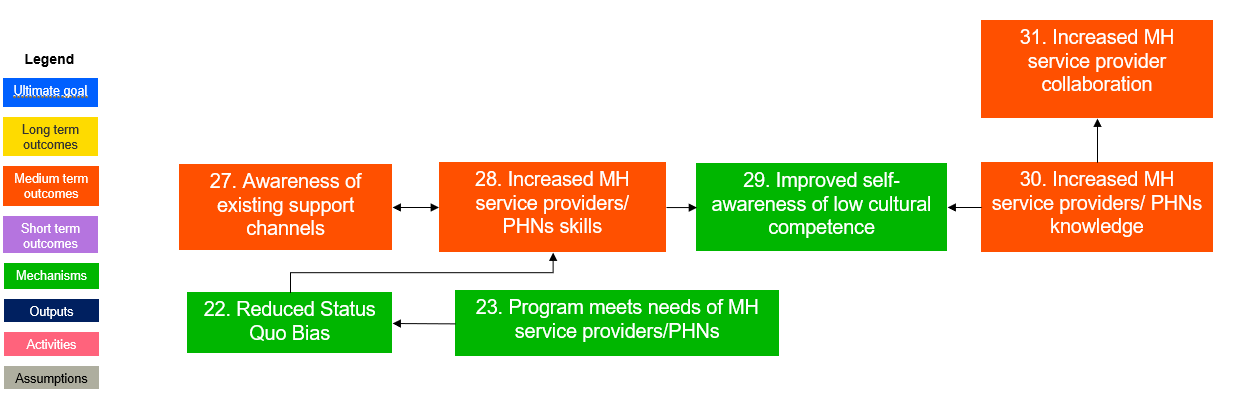 Legend
Ultimate goal
Long term
outcomes
Medium term
outcomes
Short term
outcomes
Mechanisms
Outputs
Activities
Assumptions
31. Increased MH
service provider
collaboration
27. Awareness of
existing support
channels
28. Increased MH
service providers/
PHNs skills
29. Improved self-
awareness of low cultural
competence
30. Increased MH
service providers/ PHNs
knowledge
22. Reduced Status
Quo Bias
23. Program meets needs of MH
service providers/PHNs